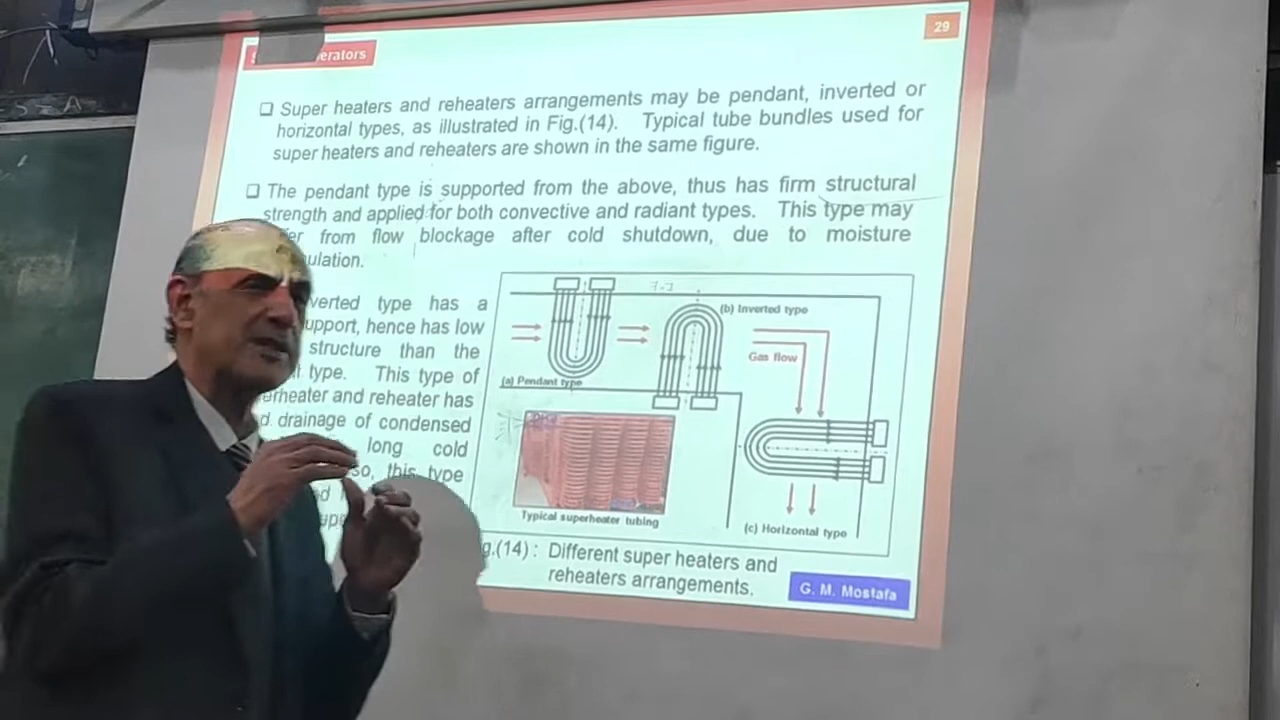 29
erators
❑ Super heaters and reheaters arrangements may be pendant, inverted or
horizontal types, as illustrated in Fig.(14). Typical tube bundles used for
super heaters and reheaters are shown in the same figure.
❑ The pendant type is supported from the above, thus has firm structural
strength and applied for both convective and radiant types. This type may
er from flow blockage after cold shutdown, due to moisture
ulation.
verted type has a
upport, hence has low
structure than the
type. This type of
erheater and reheater has
d drainage of condensed
long cold
so, this type
(a) Pendant type
(b) Inverted type
Gas flow
Typical superheater tubing
(c) Horizontal type
g.(14) : Different super heaters and
reheaters arrangements.
G. M. Mostafa